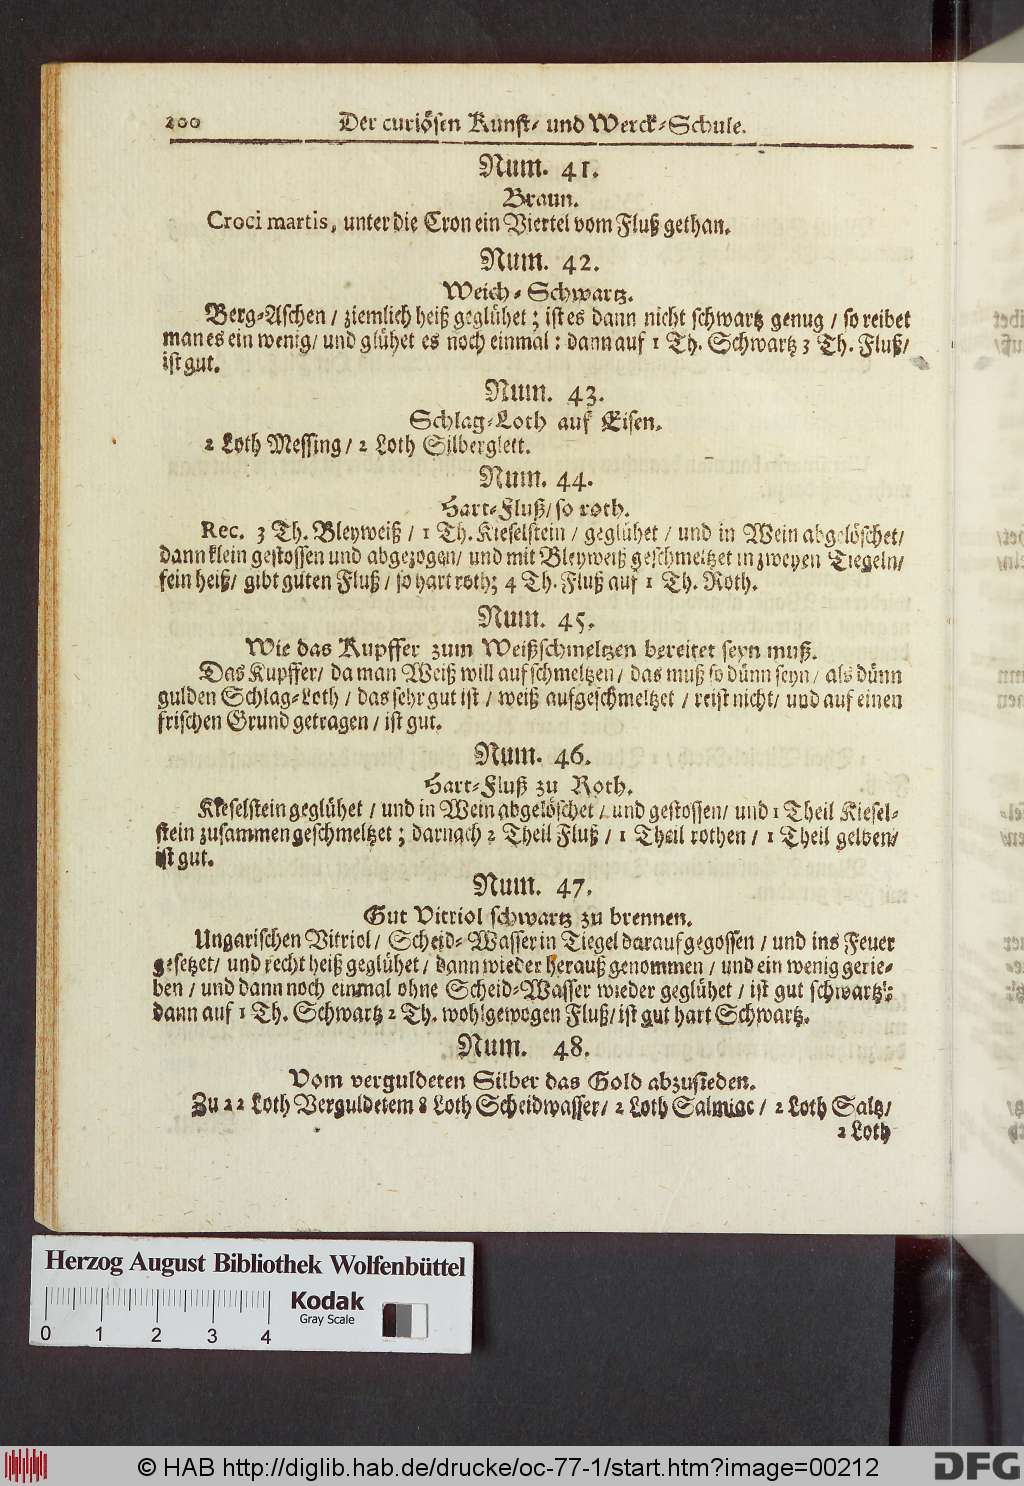 200 Der curiösen Kunst- und Werck-Schule.
Num. 41.
Braun.
Croci martis, unter die Cron ein Viertel vom Fluß gethan.
Num. 42.
Weich-Schwartz.
Berg-Aschen / ziemlich heiß geglühet; ist es dann nicht schwartz genug / so reibet
man es ein wenig / und glühet es noch einmal: dann auf 1 Th. Schwartz 3 Th. Fluß /
ist gut.
Num. 43.
Schlag-Loth auf Eisen.
2 Loth Messing / 2 Loth Silberglett.
Num. 44.
Hart-Fluß / so roth.
Rec. 3 Th. Bleyweiß / 1 Th. Kieselstein / geglühet / und in Wein abgelöschet /
dann klein gestossen und abgezogen / und mit Bleyweiß geschmeltzet in zweyen Tiegeln /
fein heiß / gibt guten Fluß / so hart roth; 4 Th. Fluß auf 1 Th. Roth.
Num. 45.
Wie das Kupffer zum Weißschmeltzen bereitet seyn muß.
Das Kupffer / da man Weiß will aufschmeltzen / das muß so dünn seyn / als dünn
gulden Schlag-Loth / das sehr gut ist / weiß aufgeschmeltzet / reist nicht / und auf einen
frischen Grund getragen / ist gut.
Num. 46.
Hart-Fluß zu Roth.
Kieselstein geglühet / und in Wein abgelöschet / und gestossen / und 1 Theil Kiesel-
stein zusammen geschmeltzet; darnach 2 Theil Fluß / 1 Theil rothen / 1 Theil gelben /
ist gut.
Num. 47.
Gut Vitriol schwartz zu brennen.
Ungarischen Vitriol / Scheid-Wasser in Tiegel darauf gegossen / und ins Feuer
gesetzet / und recht heiß geglühet / dann wieder herauß genommen / und ein wenig gerie-
ben / und dann noch einmal ohne Scheid-Wasser wieder geglühet / ist gut schwartz:
dann auf 1 Th. Schwartz 2 Th. wohlgewogen Fluß / ist gut hart Schwartz.
Num. 48.
Vom verguldeten Silber das Gold abzusieden.
Zu 22 Loth Verguldetem 8 Loth Scheidwasser / 2 Loth Salmiac / 2 Loth Saltz /
2 Loth
Herzog August Bibliothek Wolfenbüttel
Kodak
Gray Scale
0 1 2 3 4
© HAB http://diglib.hab.de/drucke/oc-77-1/start.htm?image=00212
DFG